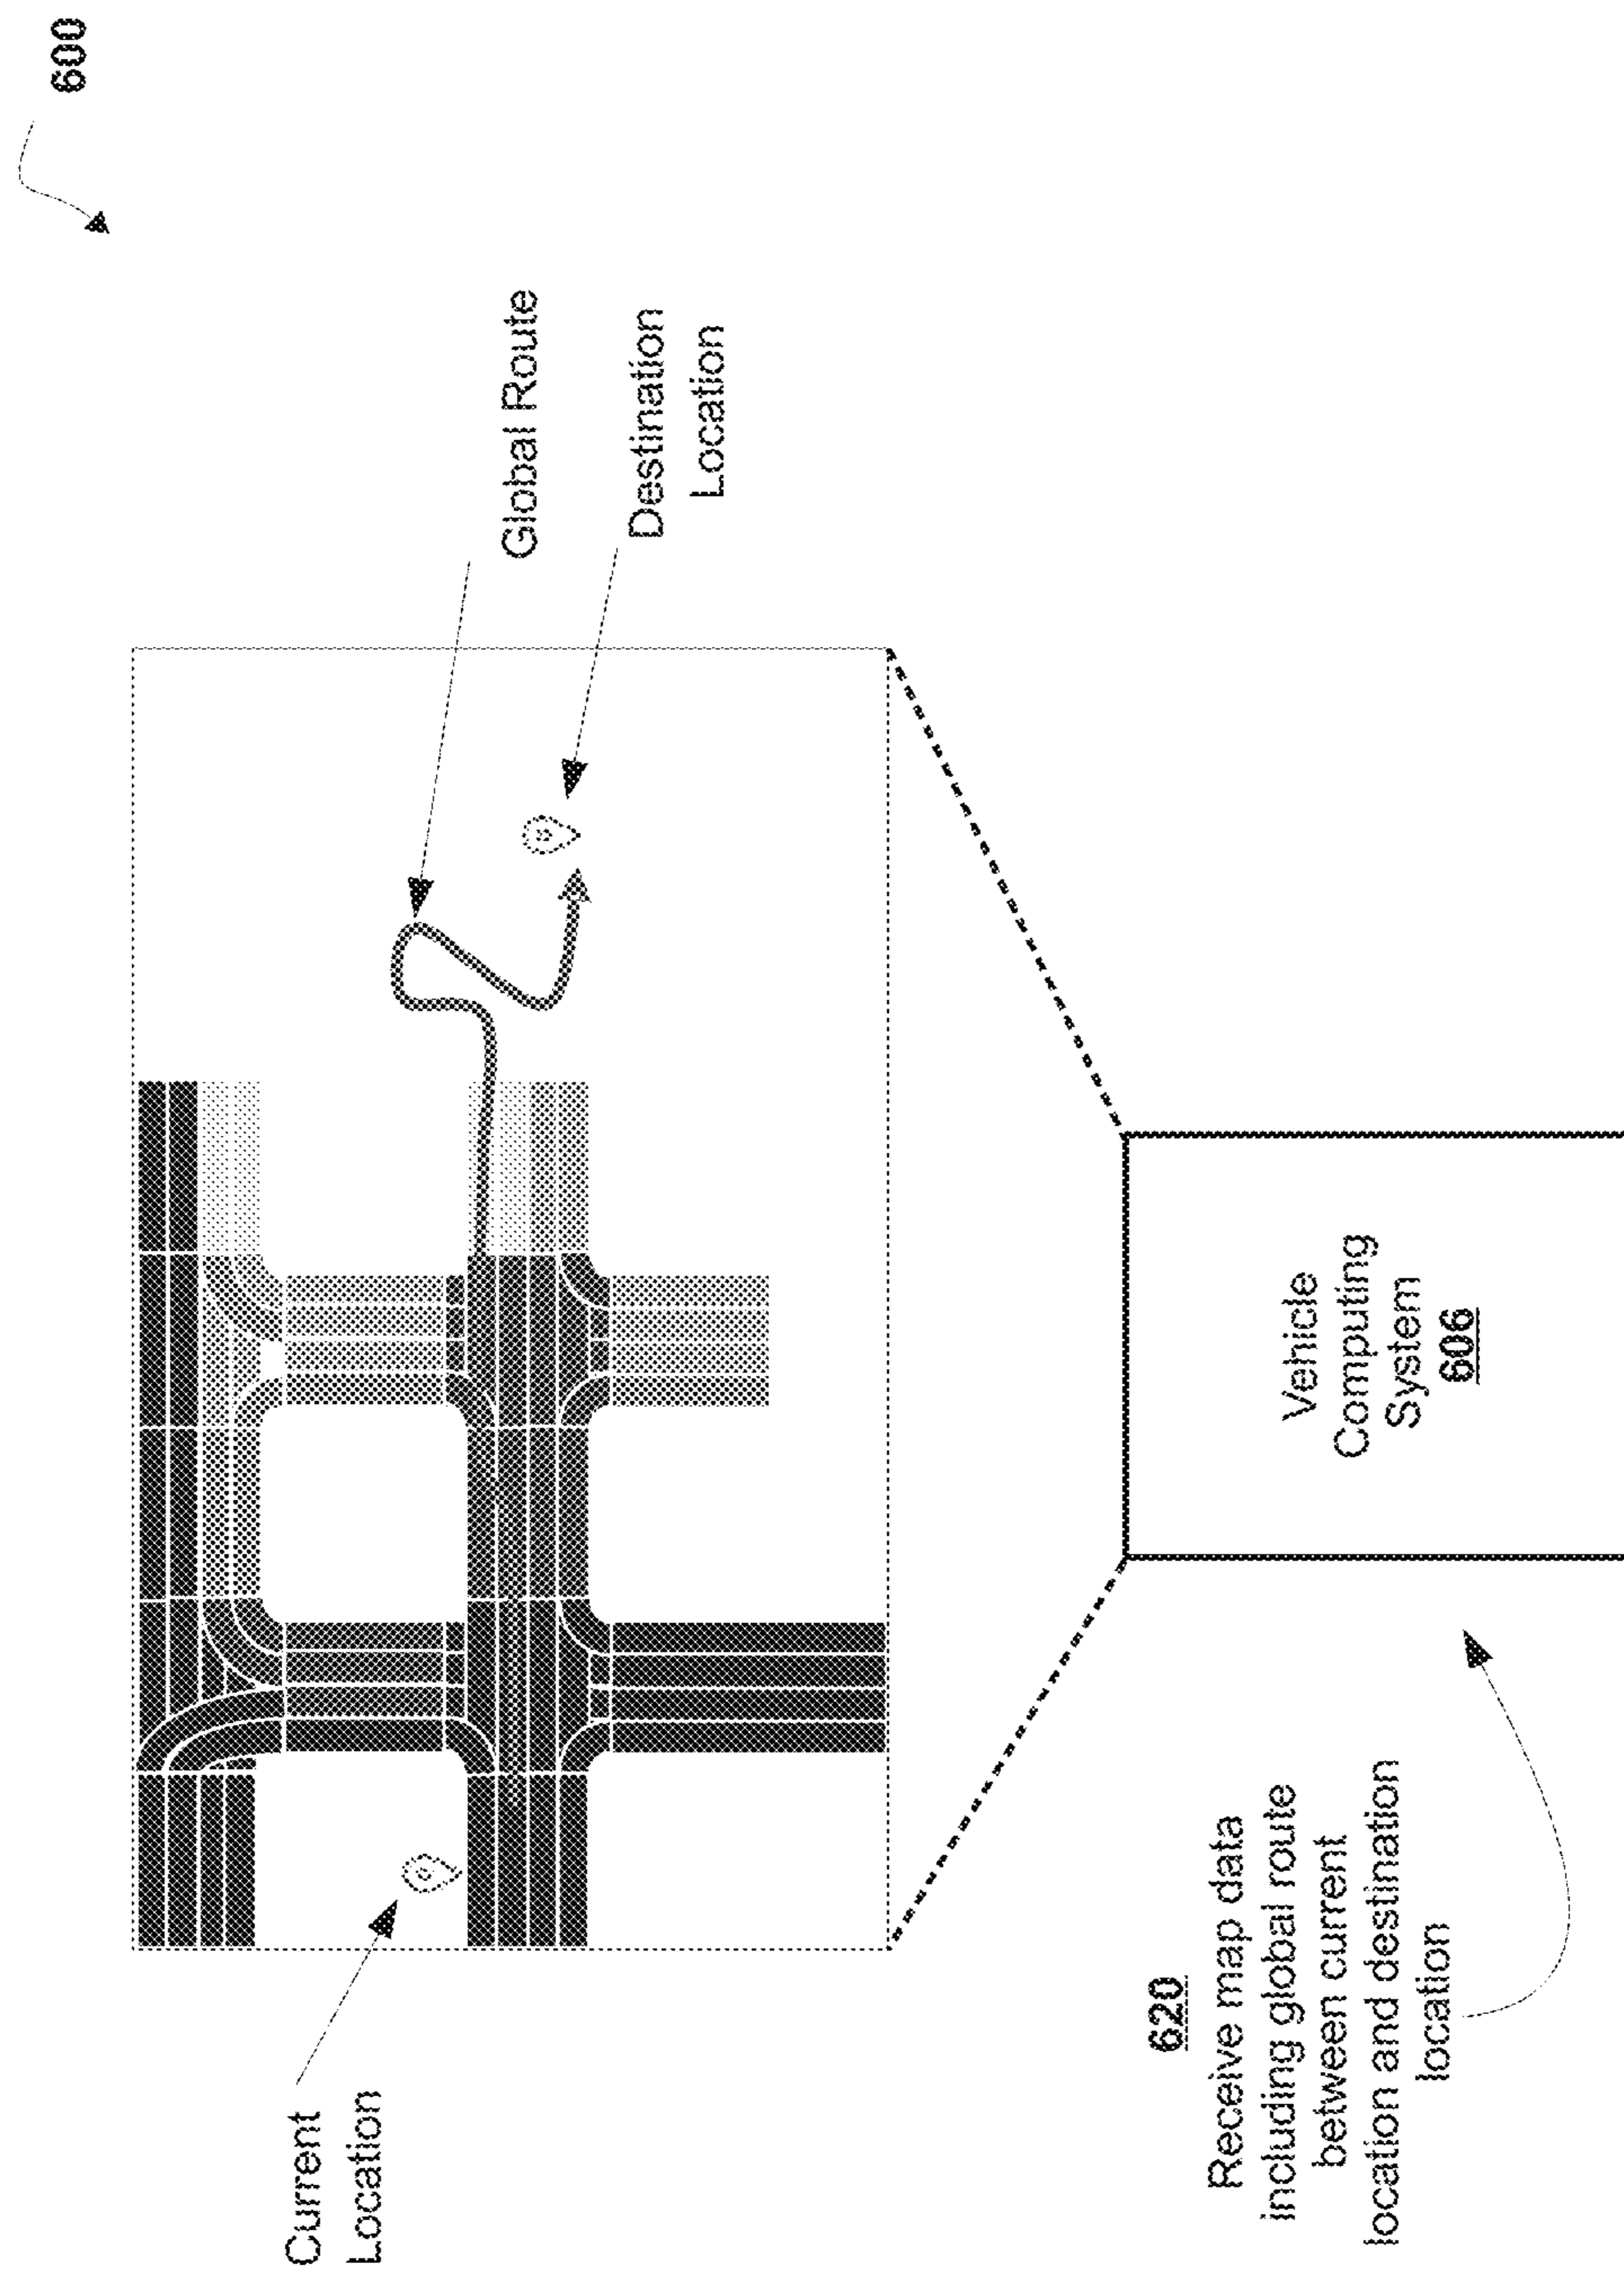 600
Global Route
Destination
Location
Current
Location
620
Receive map data
including global route
between current
location and destination
location
Vehicle
Computing
System
606